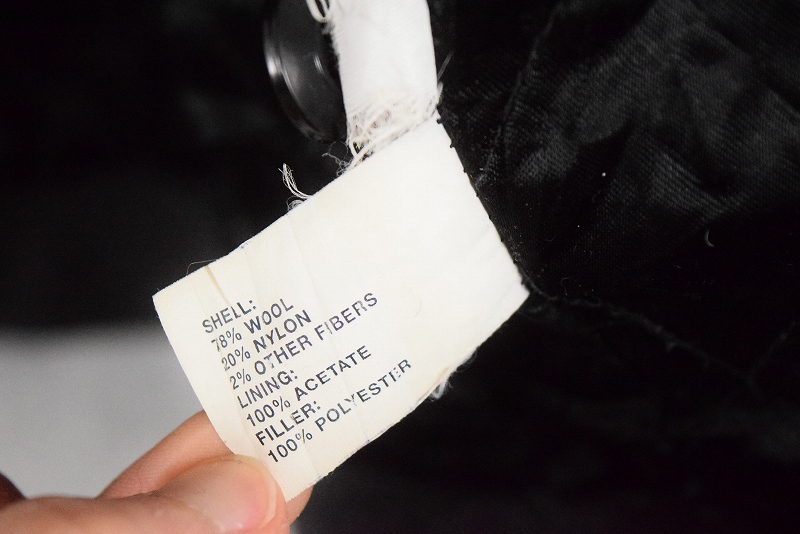 SHELL:
78% WOOL
20% NYLON
2% OTHER FIBERS
LINING:
100% ACETATE
FILLER:
100% POLYESTER